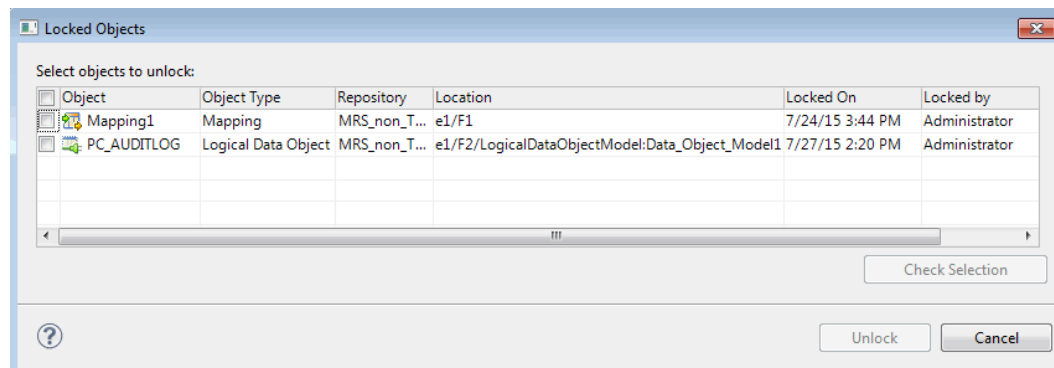 Locked Objects
Select objects to unlock:
Object Object Type Repository Location Locked On Locked by
Mapping1 Mapping MRS_non_T... e1/F1 7/24/15 3:44 PM Administrator
PC_AUDITLOG Logical Data Object MRS_non_T... e1/F2/LogicalDataObjectModel:Data_Object_Model1 7/27/15 2:20 PM Administrator
Check Selection
? Unlock Cancel